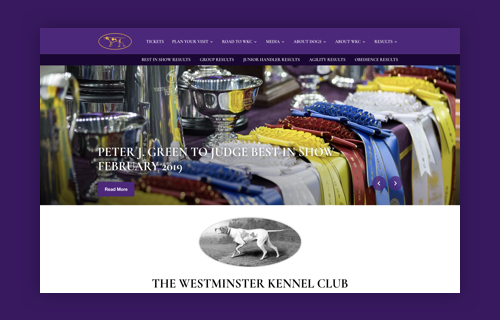 TICKETS PLAN YOUR VISIT ROAD TO WKC MEDIA ABOUT DOGS ABOUT WKC RESULTS
BEST IN SHOW RESULTS GROUP RESULTS JUNIOR HANDLER RESULTS AGILITY RESULTS OBEDIENCE RESULTS
PETER J. GREEN TO JUDGE BEST IN SHOW
FEBRUARY 2019
Read More
THE WESTMINSTER KENNEL CLUB